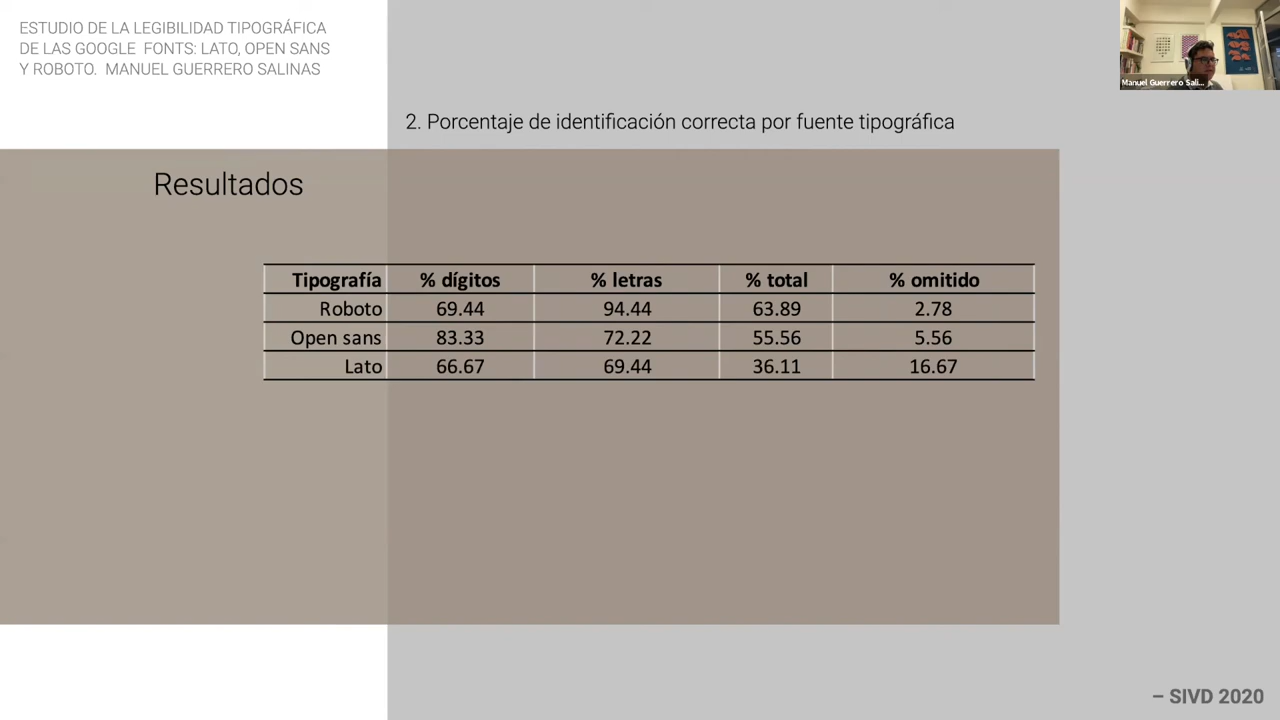 ESTUDIO DE LA LEGIBILIDAD TIPOGRÁFICA
DE LAS GOOGLE FONTS: LATO, OPEN SANS
Y ROBOTO. MANUEL GUERRERO SALINAS
Manuel Guerrero Sali...
2. Porcentaje de identificación correcta por fuente tipográfica
Resultados
Tipografía % dígitos % letras % total % omitido
Roboto 69.44 94.44 63.89 2.78
Open sans 83.33 72.22 55.56 5.56
Lato 66.67 69.44 36.11 16.67
– SIVD 2020